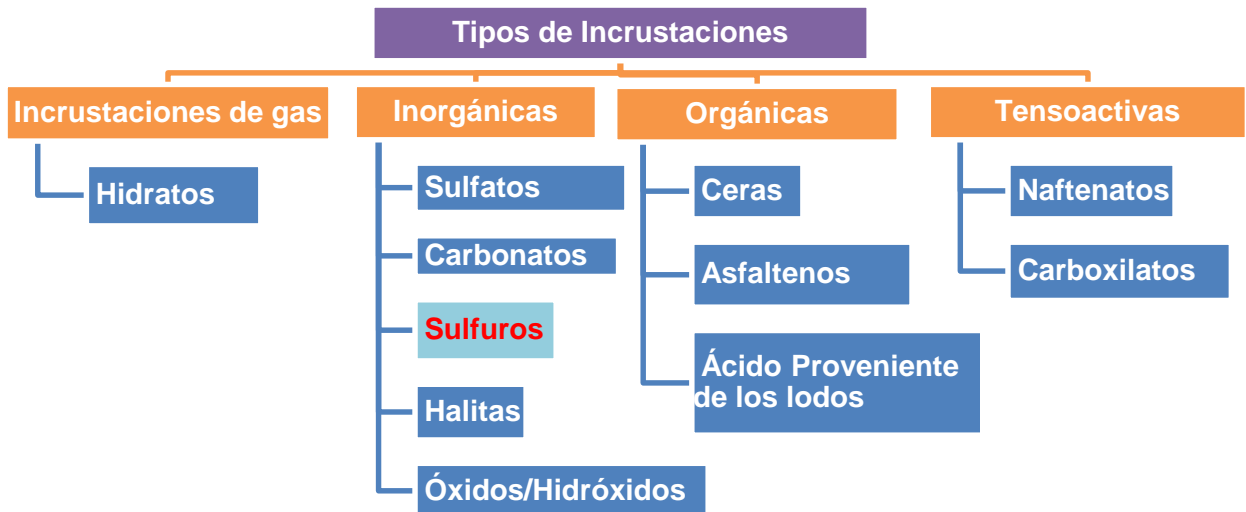 Tipos de Incrustaciones
Incrustaciones de gas
Hidratos
Inorgánicas
Sulfatos
Carbonatos
Sulfuros
Halitas
Óxidos/Hidróxidos
Orgánicas
Ceras
Asfaltenos
Ácido Proveniente
de los lodos
Tensoactivas
Naftenatos
Carboxilatos